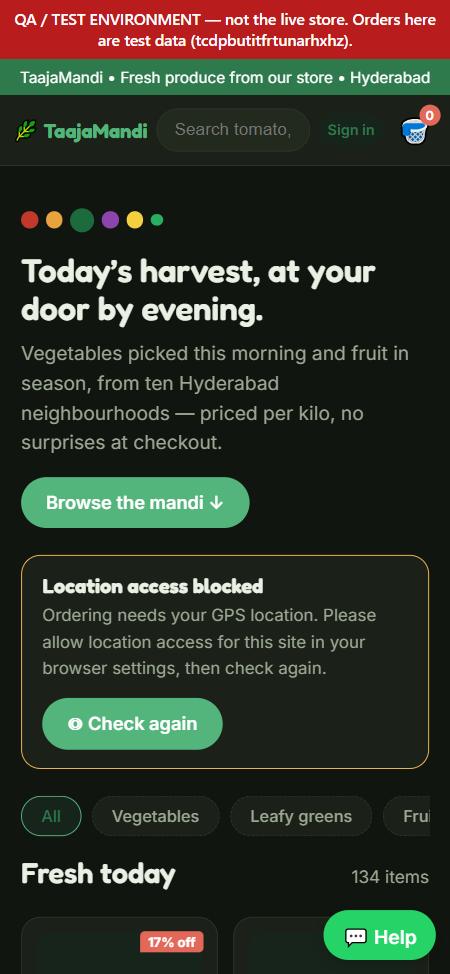 QA / TEST ENVIRONMENT — not the live store. Orders here
are test data (tcdpbutitfrtunarhxhz).
TaajaMandi • Fresh produce from our store • Hyderabad
TaajaMandi
Search tomato,
Sign in
0
Today’s harvest, at your
door by evening.
Vegetables picked this morning and fruit in
season, from ten Hyderabad
neighbourhoods — priced per kilo, no
surprises at checkout.
Browse the mandi ↓
Location access blocked
Ordering needs your GPS location. Please
allow location access for this site in your
browser settings, then check again.
Check again
All
Vegetables
Leafy greens
Frui
Fresh today
134 items
17% off
Help